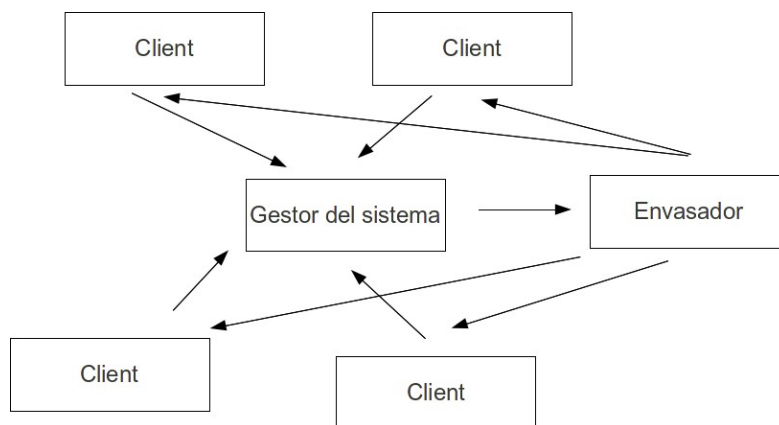 Client
Client
Gestor del sistema
Envasador
Client
Client